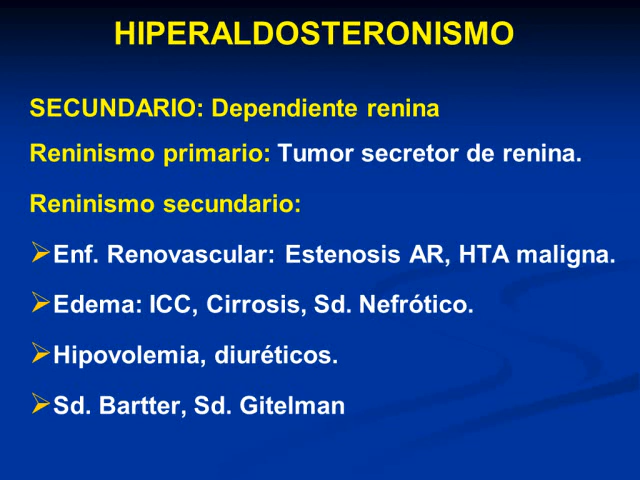 HIPERALDOSTERONISMO
SECUNDARIO: Dependiente renina
Reninismo primario: Tumor secretor de renina.
Reninismo secundario:
Enf. Renovascular: Estenosis AR, HTA maligna.
Edema: ICC, Cirrosis, Sd. Nefrótico.
Hipovolemia, diuréticos.
Sd. Bartter, Sd. Gitelman